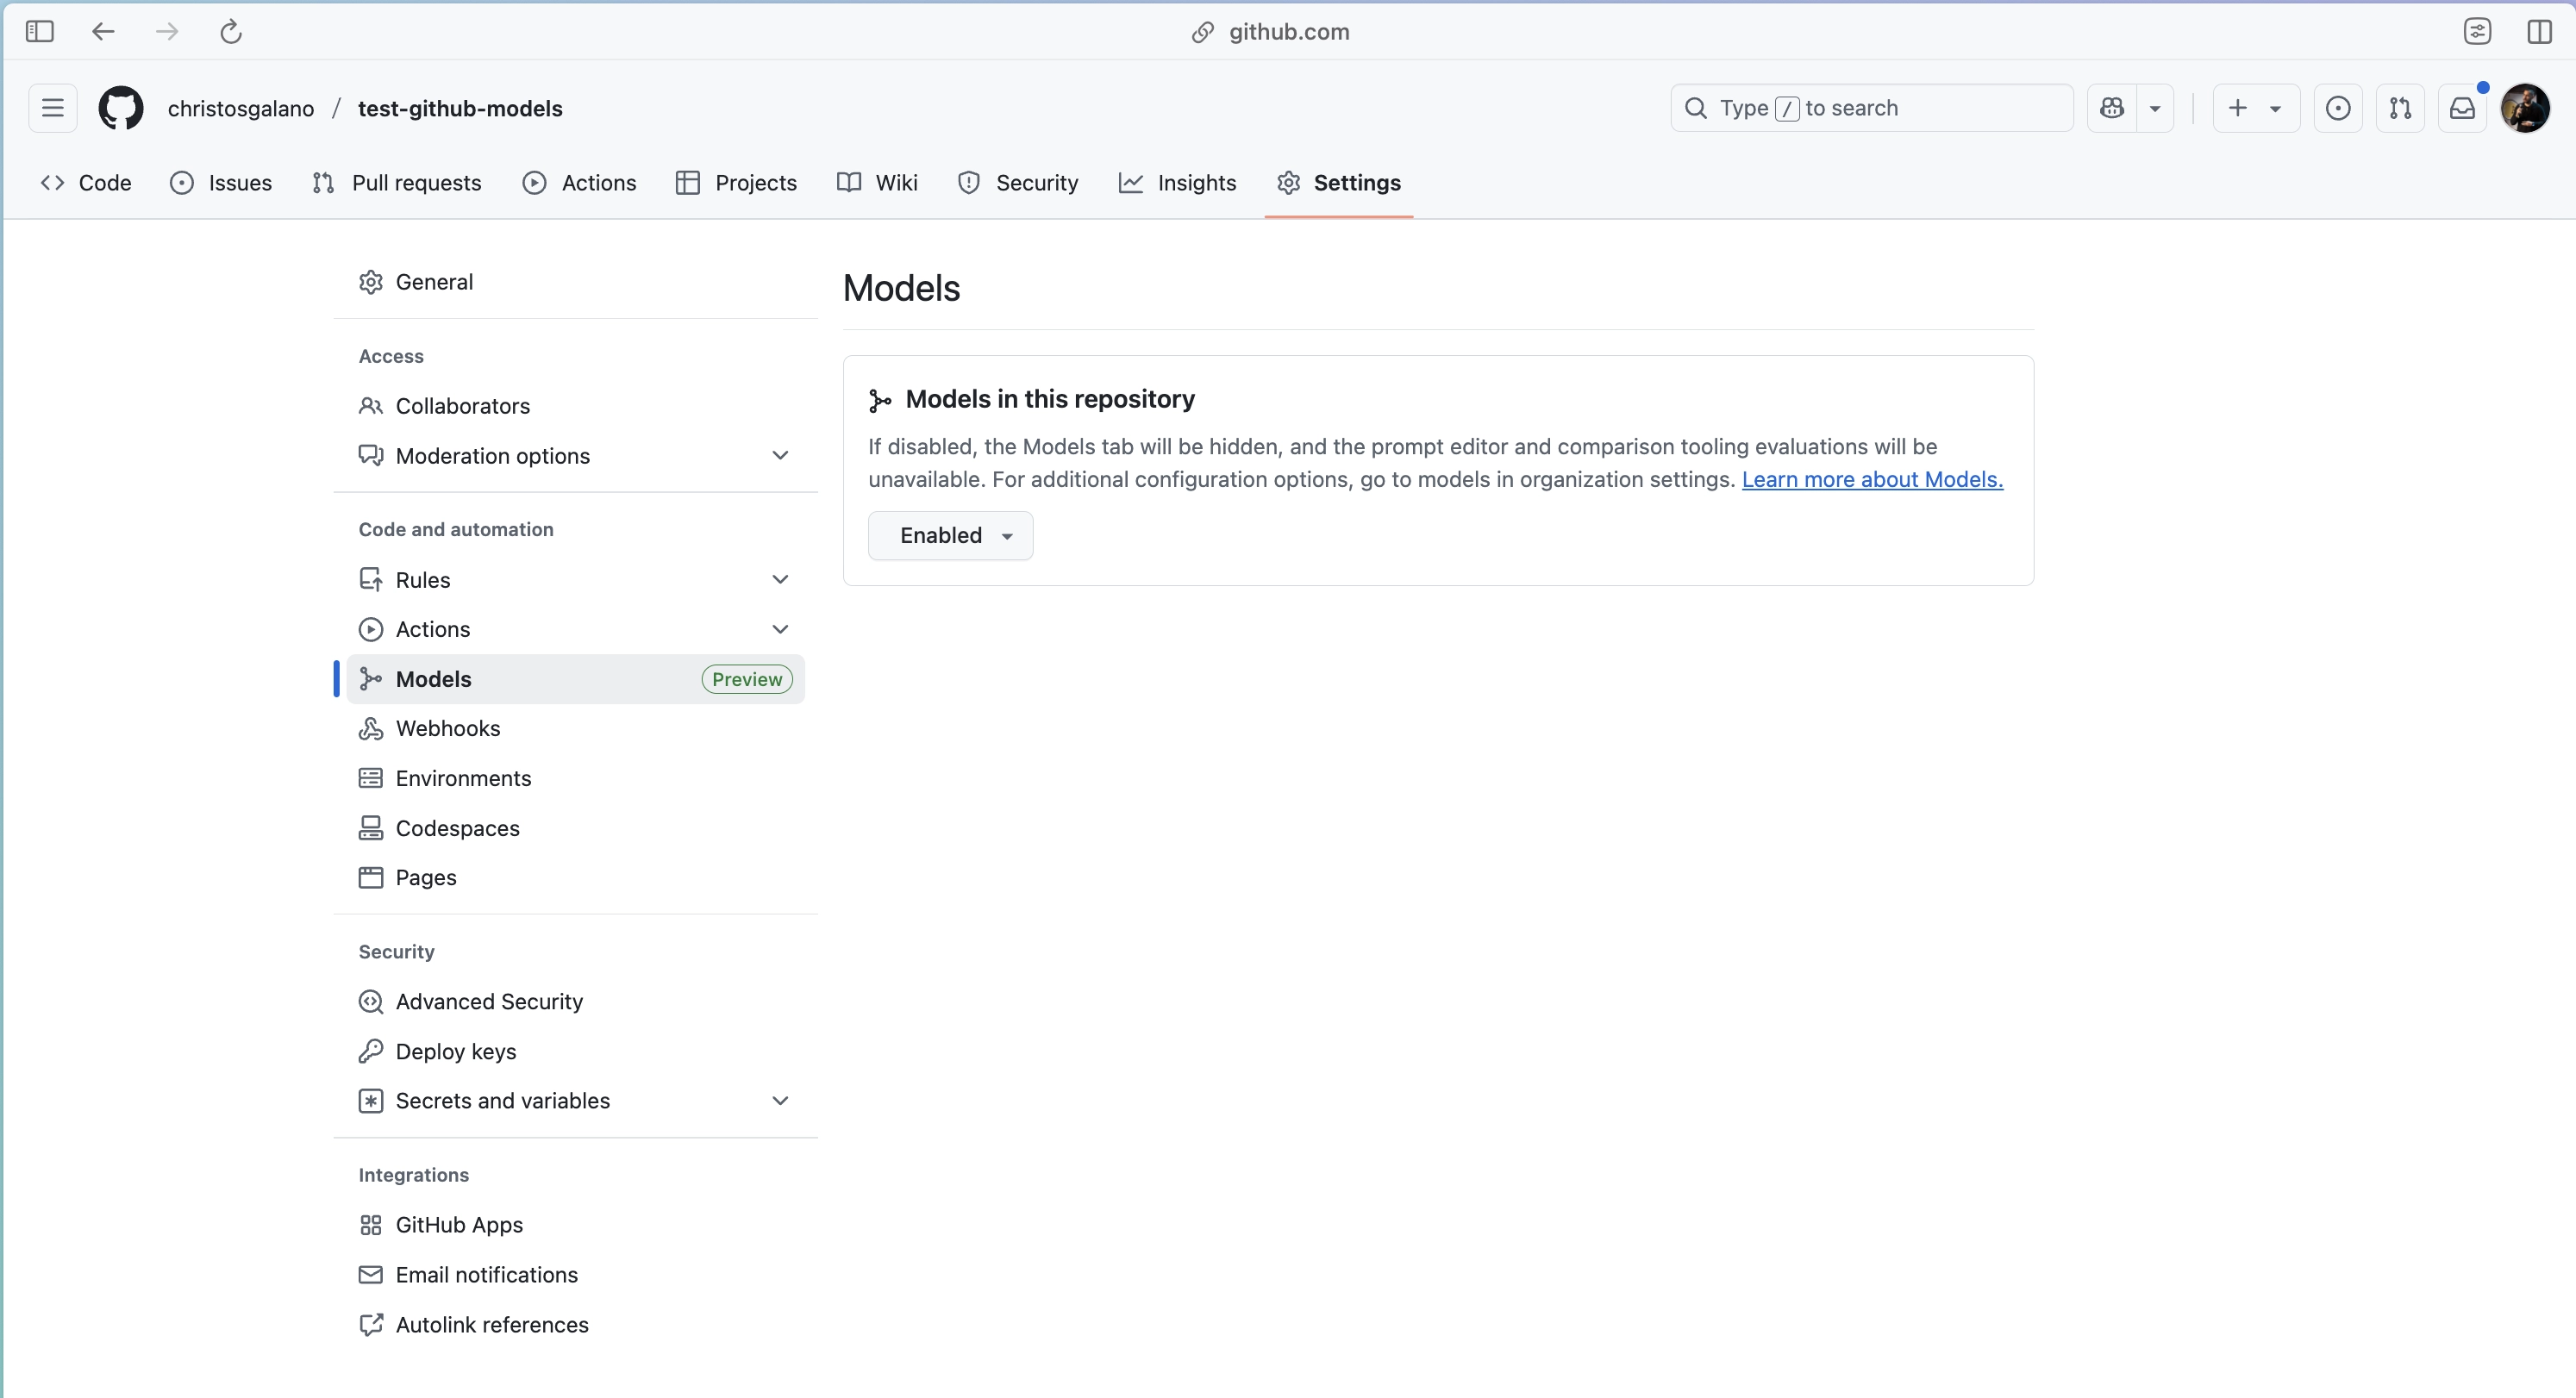 github.com
christosgalano / test-github-models
Type / to search
Code Issues Pull requests Actions Projects Wiki Security Insights Settings
General
Access
Collaborators
Moderation options
Code and automation
Rules
Actions
Models Preview
Webhooks
Environments
Codespaces
Pages
Security
Advanced Security
Deploy keys
Secrets and variables
Integrations
GitHub Apps
Email notifications
Autolink references
Models
Models in this repository
If disabled, the Models tab will be hidden, and the prompt editor and comparison tooling evaluations will be
unavailable. For additional configuration options, go to models in organization settings. Learn more about Models.
Enabled